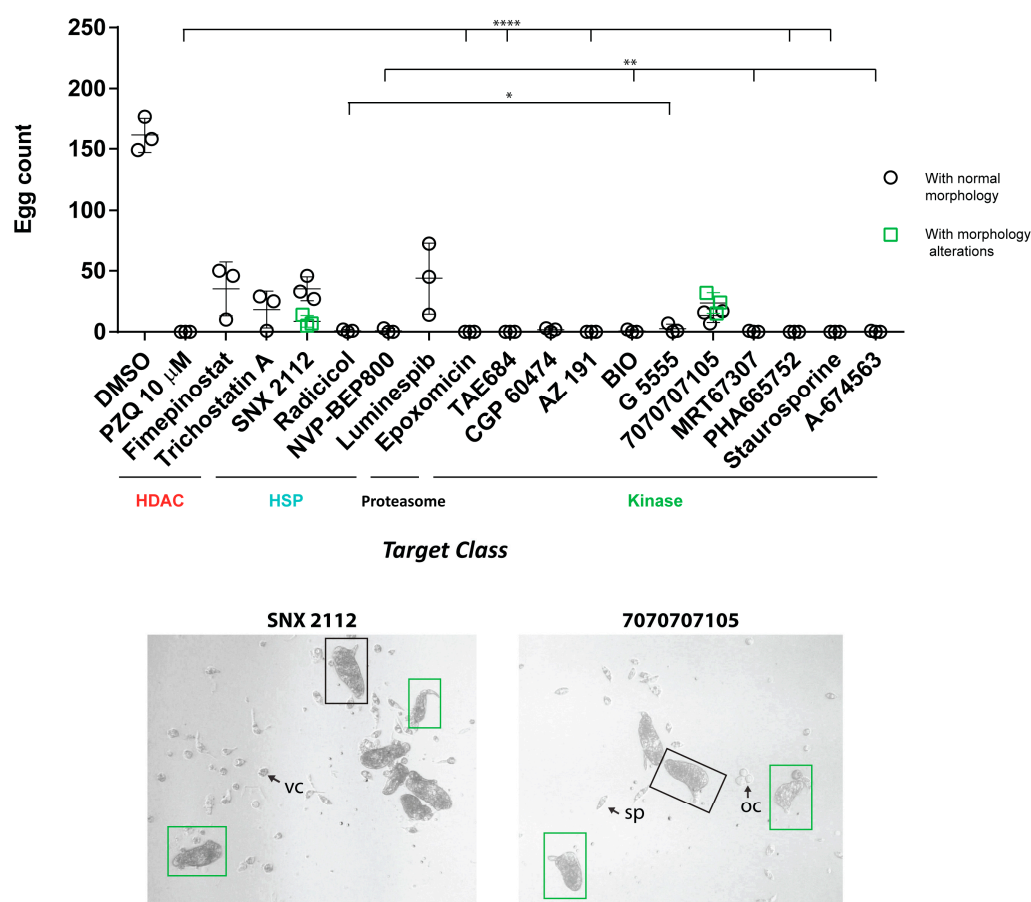 ****
**
*
250
200
150
100
50
0
Egg count
With normal
morphology
With morphology
alterations
DMSO
PZQ 10 μM
Fimepinostat
Trichostatin A
SNX 2112
Radicicol
NVP-BEP800
Luminespib
Epoxomicin
TAE684
CGP 60474
AZ 191
BIO
G 5555
7070707105
MRT67307
PHA665752
Staurosporine
A-674563
HDAC
HSP
Proteasome
Kinase
Target Class
SNX 2112
7070707105
vc
sp
oc